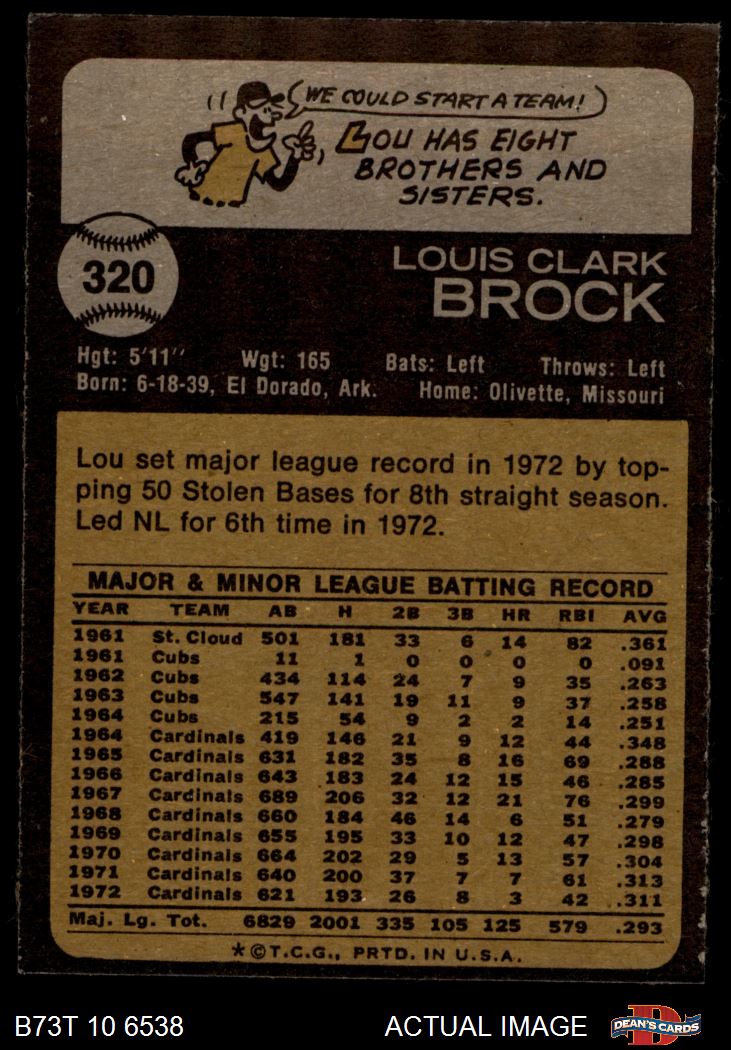 WE COULD START A TEAM!
LOU HAS EIGHT
BROTHERS AND
SISTERS.
320
LOUIS CLARK
BROCK
Hgt: 5'11'' Wgt: 165 Bats: Left Throws: Left
Born: 6-18-39, El Dorado, Ark. Home: Olivette, Missouri
Lou set major league record in 1972 by top-
ping 50 Stolen Bases for 8th straight season.
Led NL for 6th time in 1972.
MAJOR & MINOR LEAGUE BATTING RECORD
YEAR TEAM AB H 2B 3B HR RBI AVG
1961 St. Cloud 501 181 33 6 14 82 .361
1961 Cubs 11 1 0 0 0 0 .091
1962 Cubs 434 114 24 7 9 35 .263
1963 Cubs 547 141 19 11 9 37 .258
1964 Cubs 215 54 9 2 2 14 .251
1964 Cardinals 419 146 21 9 12 44 .348
1965 Cardinals 631 182 35 8 16 69 .288
1966 Cardinals 643 183 24 12 15 46 .285
1967 Cardinals 689 206 32 12 21 76 .299
1968 Cardinals 660 184 46 14 6 51 .279
1969 Cardinals 655 195 33 10 12 47 .298
1970 Cardinals 664 202 29 5 13 57 .304
1971 Cardinals 640 200 37 7 7 61 .313
1972 Cardinals 621 193 26 8 3 42 .311
Maj. Lg. Tot. 6829 2001 335 105 125 579 .293
*©T.C.G., PRTD. IN U.S.A.
B73T 10 6538 ACTUAL IMAGE DEAN'S CARDS